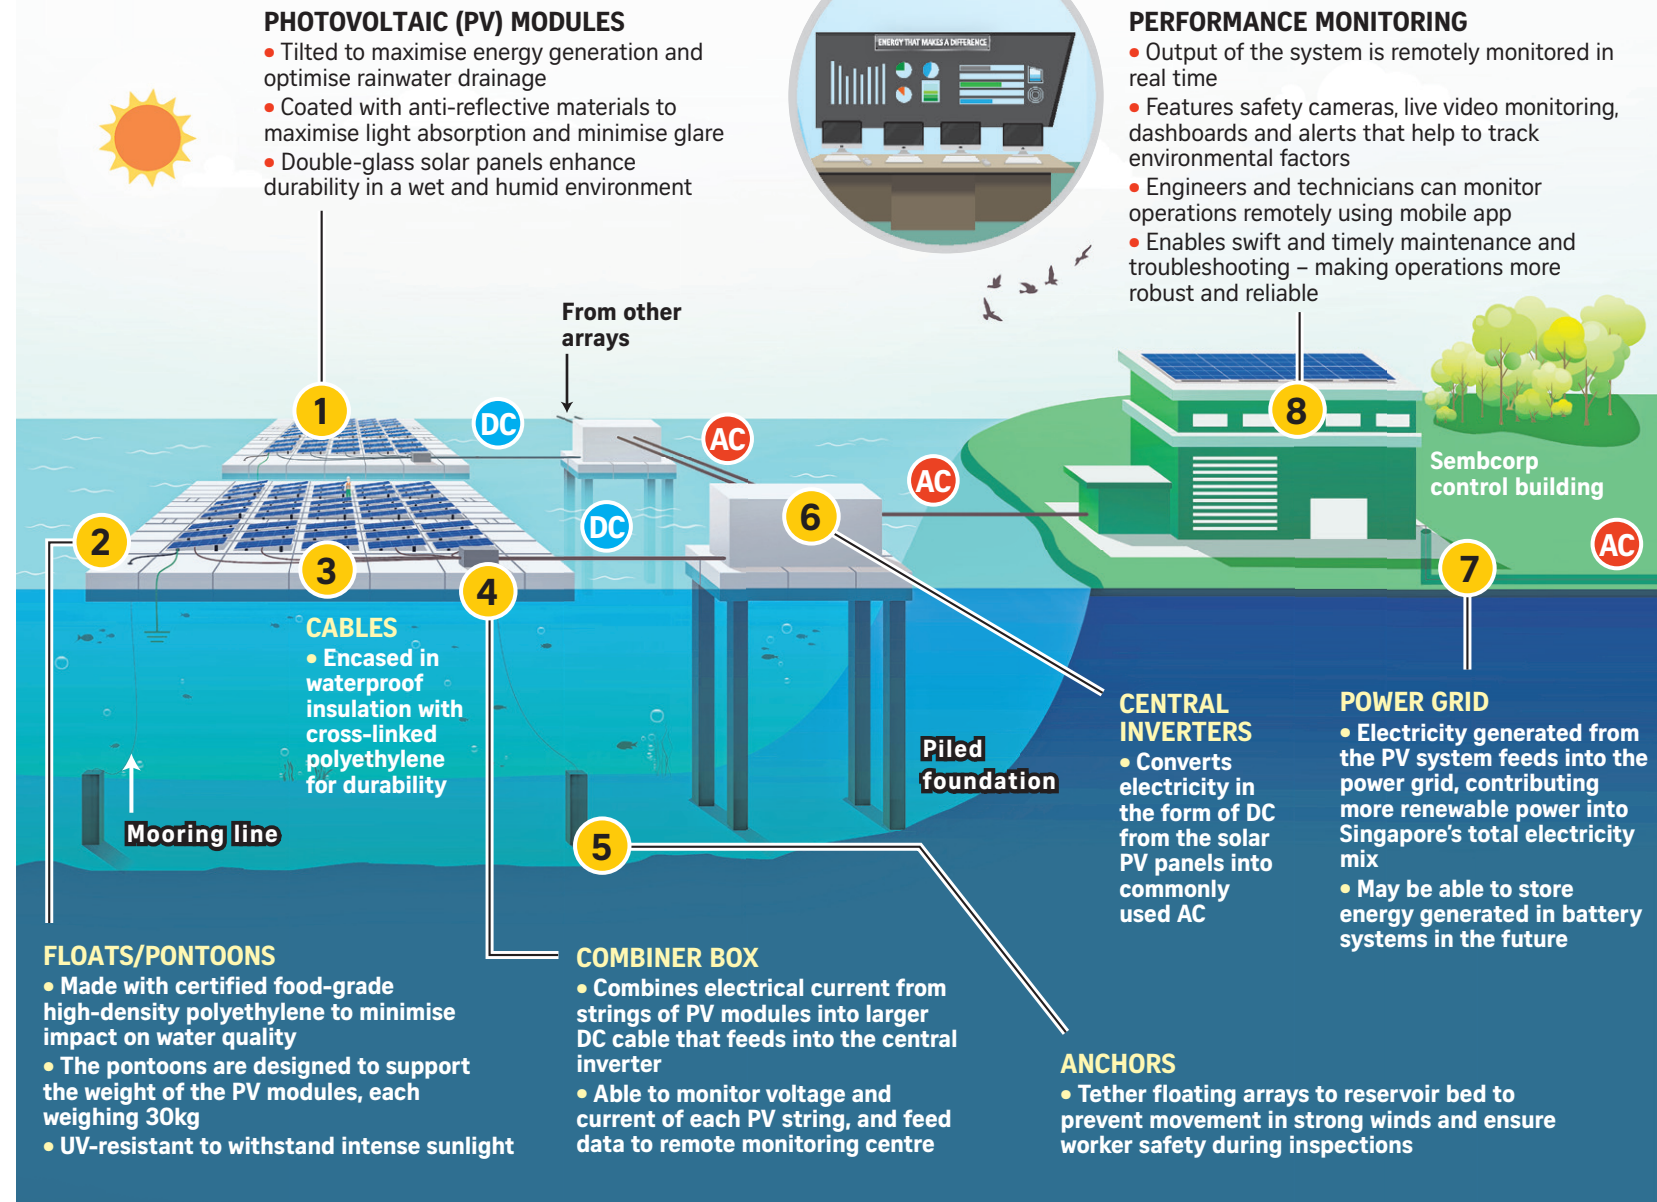 PHOTOVOLTAIC (PV) MODULES
• Tilted to maximise energy generation and
optimise rainwater drainage
• Coated with anti-reflective materials to
maximise light absorption and minimise glare
• Double-glass solar panels enhance
durability in a wet and humid environment
ENERGY THAT MAKES A DIFFERENCE
PERFORMANCE MONITORING
• Output of the system is remotely monitored in
real time
• Features safety cameras, live video monitoring,
dashboards and alerts that help to track
environmental factors
• Engineers and technicians can monitor
operations remotely using mobile app
• Enables swift and timely maintenance and
troubleshooting – making operations more
robust and reliable
From other
arrays
1
DC
AC
8
Sembcorp
control building
AC
2
DC
6
AC
3
4
7
CABLES
• Encased in
waterproof
insulation with
cross-linked
polyethylene
for durability
Mooring line
5
Piled
foundation
CENTRAL
INVERTERS
• Converts
electricity in
the form of DC
from the solar
PV panels into
commonly
used AC
POWER GRID
• Electricity generated from
the PV system feeds into the
power grid, contributing
more renewable power into
Singapore's total electricity
mix
• May be able to store
energy generated in battery
systems in the future
FLOATS/PONTOONS
• Made with certified food-grade
high-density polyethylene to minimise
impact on water quality
• The pontoons are designed to support
the weight of the PV modules, each
weighing 30kg
• UV-resistant to withstand intense sunlight
COMBINER BOX
• Combines electrical current from
strings of PV modules into larger
DC cable that feeds into the central
inverter
• Able to monitor voltage and
current of each PV string, and feed
data to remote monitoring centre
ANCHORS
• Tether floating arrays to reservoir bed to
prevent movement in strong winds and ensure
worker safety during inspections